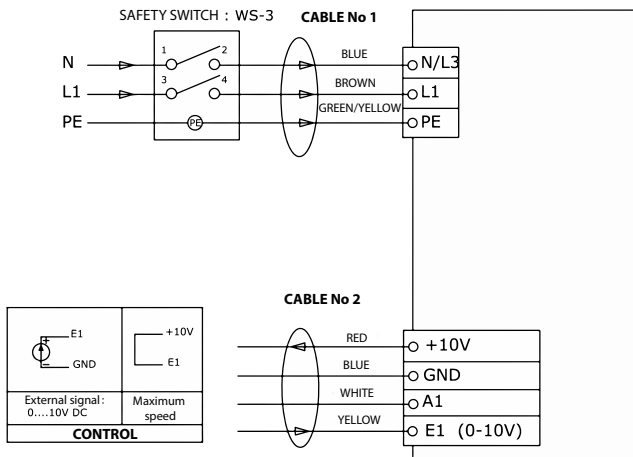 SAFETY SWITCH : WS-3
CABLE No 1
N
1
2
BLUE
N/L3
L1
3
4
BROWN
L1
PE
PE
GREEN/YELLOW
PE
CABLE No 2
RED
+10V
BLUE
GND
WHITE
A1
YELLOW
E1 (0-10V)
E1
+
-
GND
+10V
E1
External signal:
0....10V DC
Maximum
speed
CONTROL